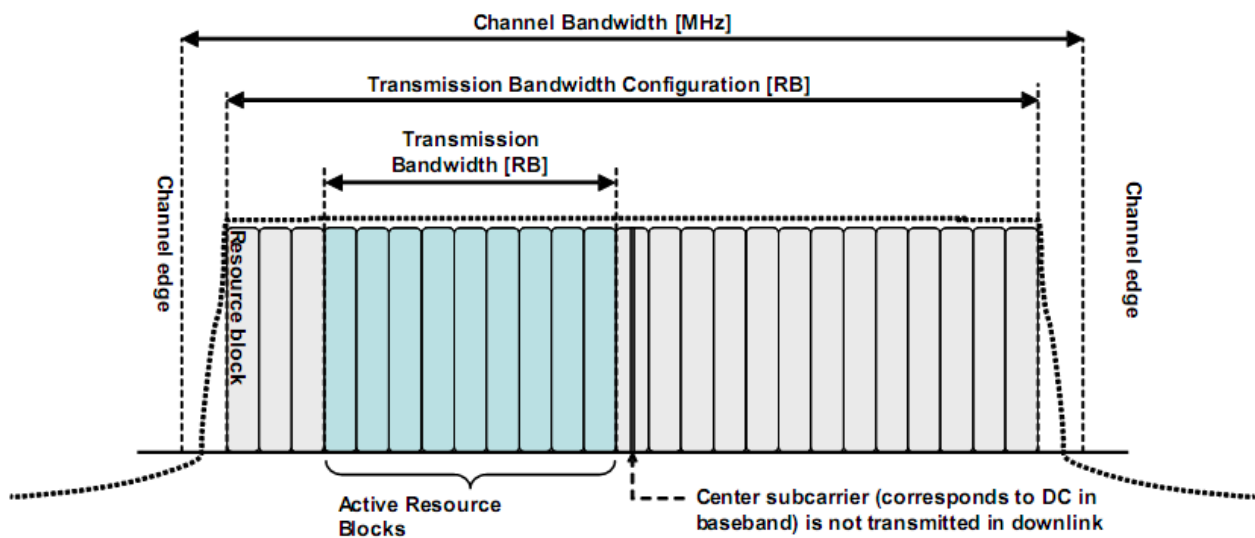 Channel Bandwidth [MHz]
Transmission Bandwidth Configuration [RB]
Transmission
Bandwidth [RB]
Channel edge
Resource block
Channel edge
Active Resource
Blocks
Center subcarrier (corresponds to DC in
baseband) is not transmitted in downlink